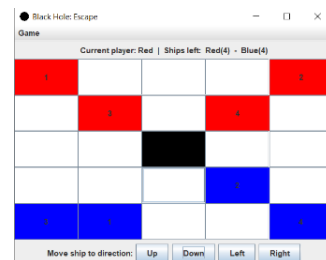 Black Hole: Escape
Game
Current player: Red | Ships left: Red(4) - Blue(4)
1 2
3 4
2
3 1 4
Move ship to direction: Up Down Left Right